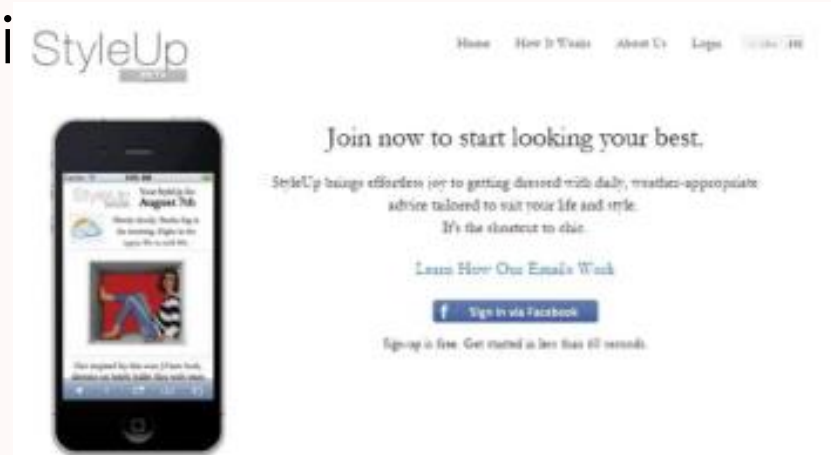 i
StyleUp
Home How It Works About Us Login
Join now to start looking your best.
StyleUp brings effortless joy to getting dressed with daily, weather-appropriate
advice tailored to suit your life and style.
It's the shortcut to chic.
Learn How Our Emails Work
f Sign in via Facebook
Sign-up is free. Get started in less than 60 seconds.
StyleUp
Your StyleUp for
August 7th